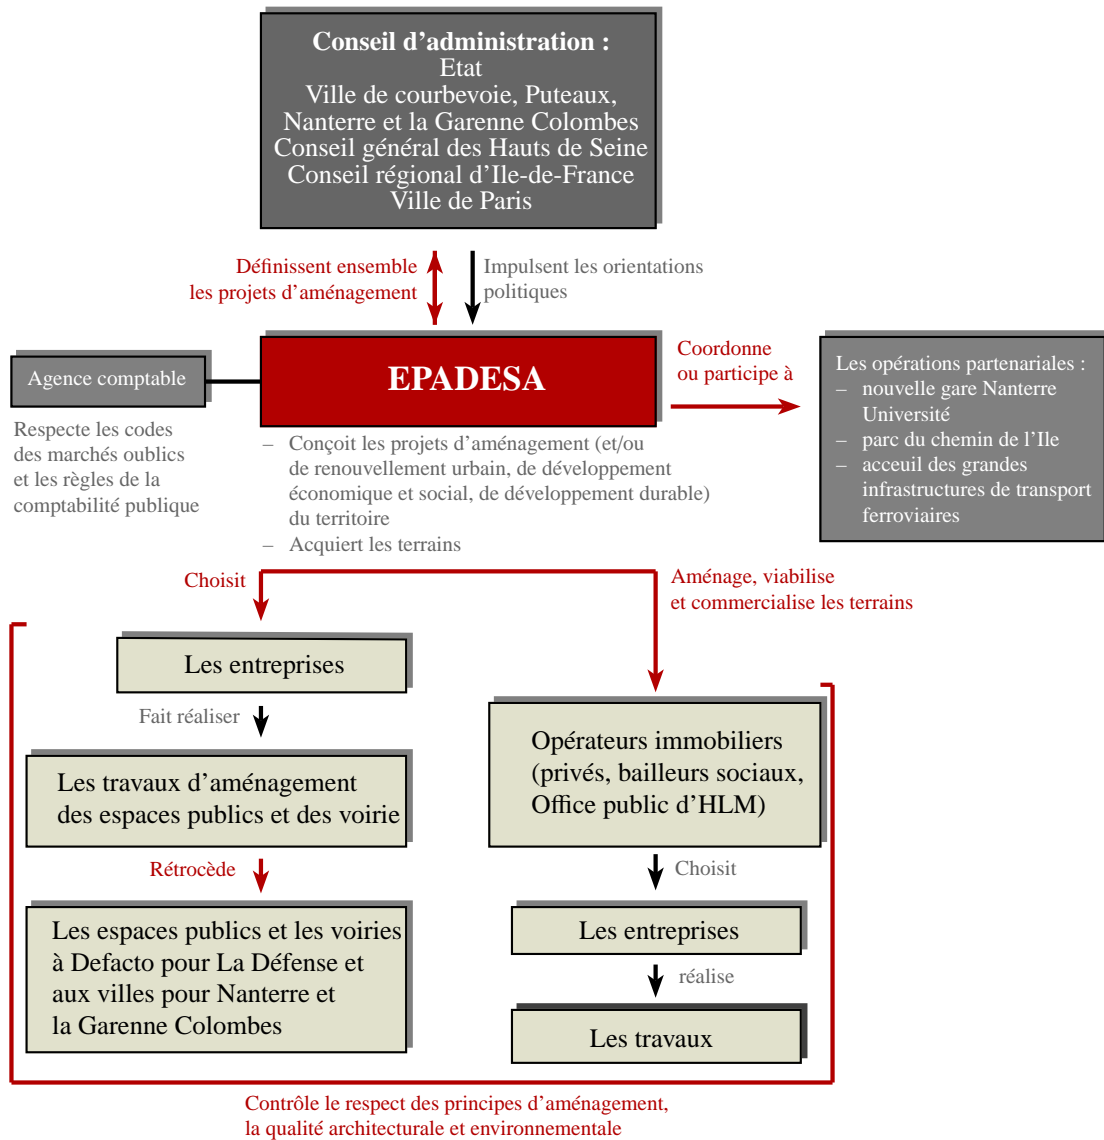 Conseil d'administration :
Etat
Ville de courbevoie, Puteaux,
Nanterre et la Garenne Colombes
Conseil général des Hauts de Seine
Conseil régional d'Ile-de-France
Ville de Paris
Définissent ensemble
les projets d'aménagement
Impulsent les orientations
politiques
Agence comptable
Respecte les codes
des marchés oublics
et les règles de la
comptabilité publique
EPADESA
– Conçoit les projets d'aménagement (et/ou
de renouvellement urbain, de développement
économique et social, de développement durable)
du territoire
– Acquiert les terrains
Coordonne
ou participe à
Les opérations partenariales :
– nouvelle gare Nanterre
Université
– parc du chemin de l'Ile
– acceuil des grandes
infrastructures de transport
ferroviaires
Choisit
Aménage, viabilise
et commercialise les terrains
Les entreprises
Fait réaliser
Les travaux d'aménagement
des espaces publics et des voirie
Rétrocède
Les espaces publics et les voiries
à Defacto pour La Défense et
aux villes pour Nanterre et
la Garenne Colombes
Opérateurs immobiliers
(privés, bailleurs sociaux,
Office public d'HLM)
Choisit
Les entreprises
réalise
Les travaux
Contrôle le respect des principes d'aménagement,
la qualité architecturale et environnementale